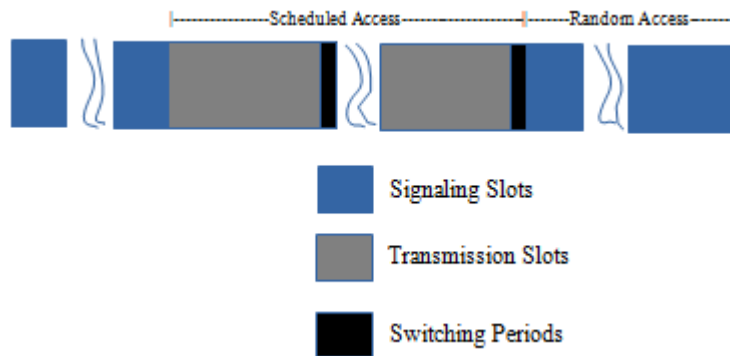 Scheduled Access
Random Access
Signaling Slots
Transmission Slots
Switching Periods